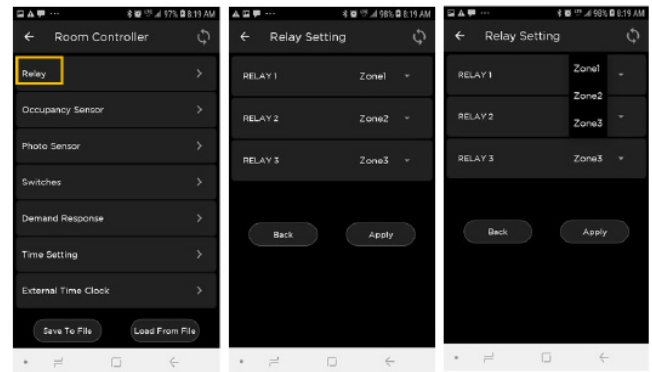 97% 8:19 AM
Room Controller
Relay
Occupancy Sensor
Photo Sensor
Switches
Demand Response
Time Setting
External Time Clock
Save To File Load From File
98% 8:19 AM
Relay Setting
RELAY 1 Zone1
RELAY 2 Zone2
RELAY 3 Zone3
Back Apply
98% 8:19 AM
Relay Setting
RELAY 1 Zone1
Zone2
RELAY 2
Zone3
RELAY 3 Zone3
Back Apply